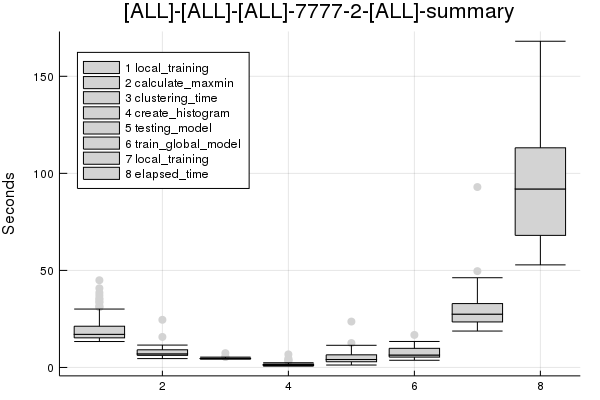 [ALL]-[ALL]-[ALL]-7777-2-[ALL]-summary
150
100
50
0
Seconds
1 local_training
2 calculate_maxmin
3 clustering_time
4 create_histogram
5 testing_model
6 train_global_model
7 local_training
8 elapsed_time
2 4 6 8